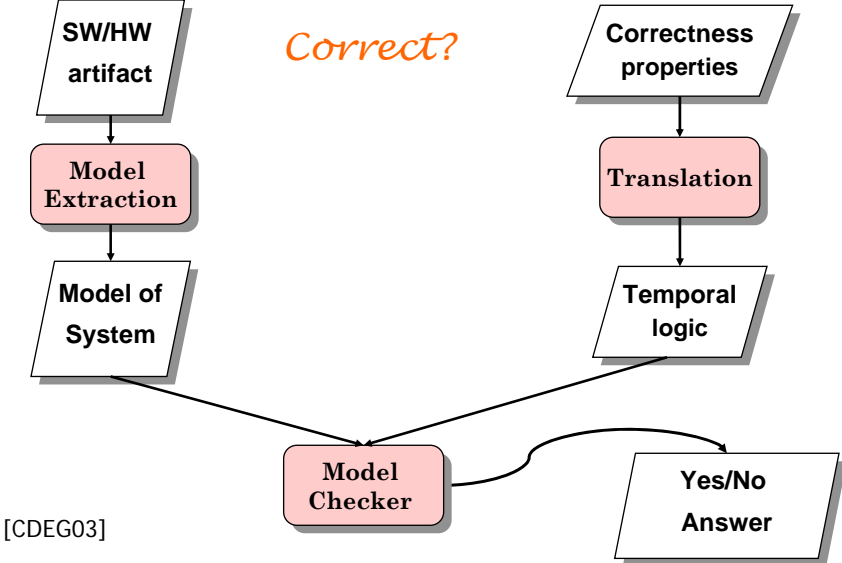 SW/HW
artifact
Correct?
Correctness
properties
Model
Extraction
Translation
Model of
System
Temporal
logic
Model
Checker
Yes/No
Answer
[CDEG03]